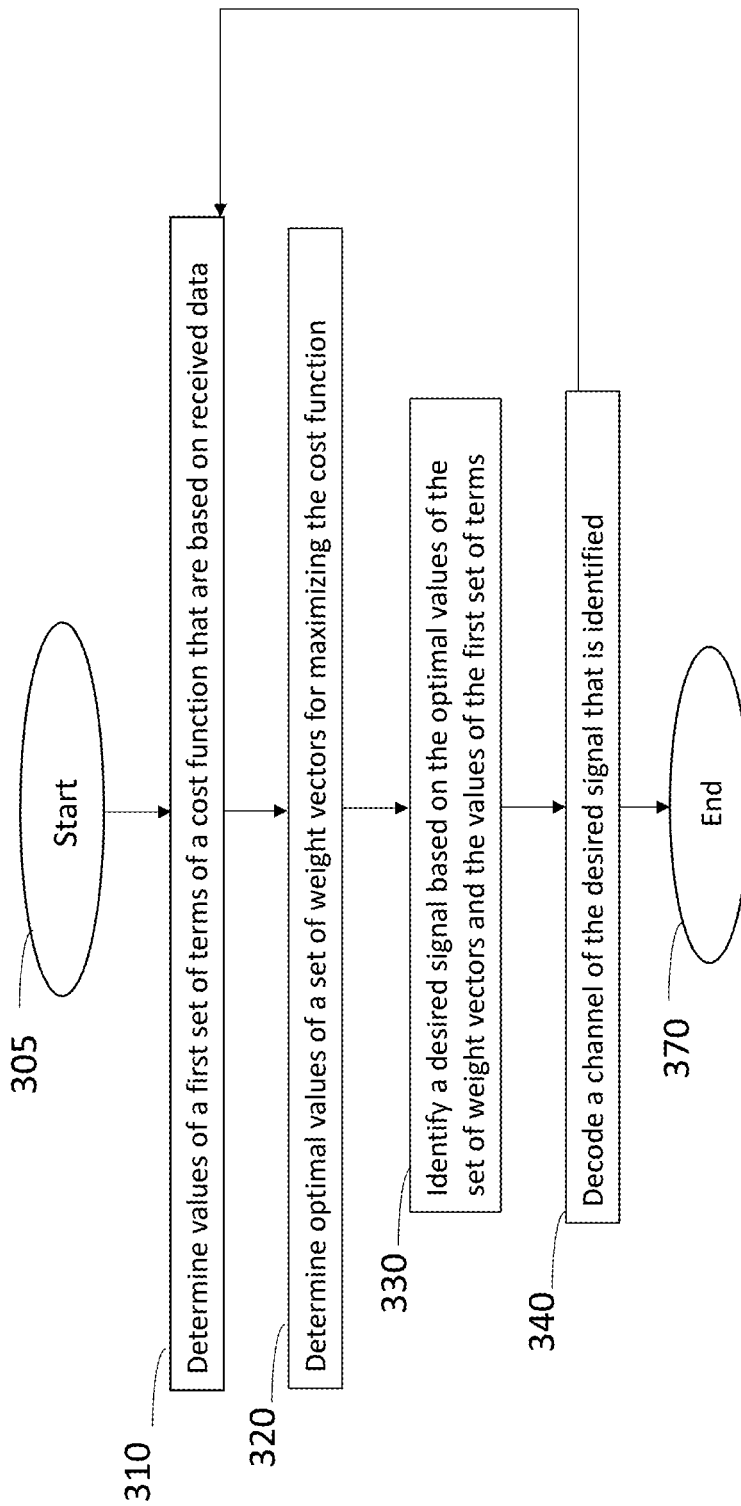 305
Start
310
Determine values of a first set of terms of a cost function that are based on received data
320
Determine optimal values of a set of weight vectors for maximizing the cost function
330
Identify a desired signal based on the optimal values of the
set of weight vectors and the values of the first set of terms
340
Decode a channel of the desired signal that is identified
370
End